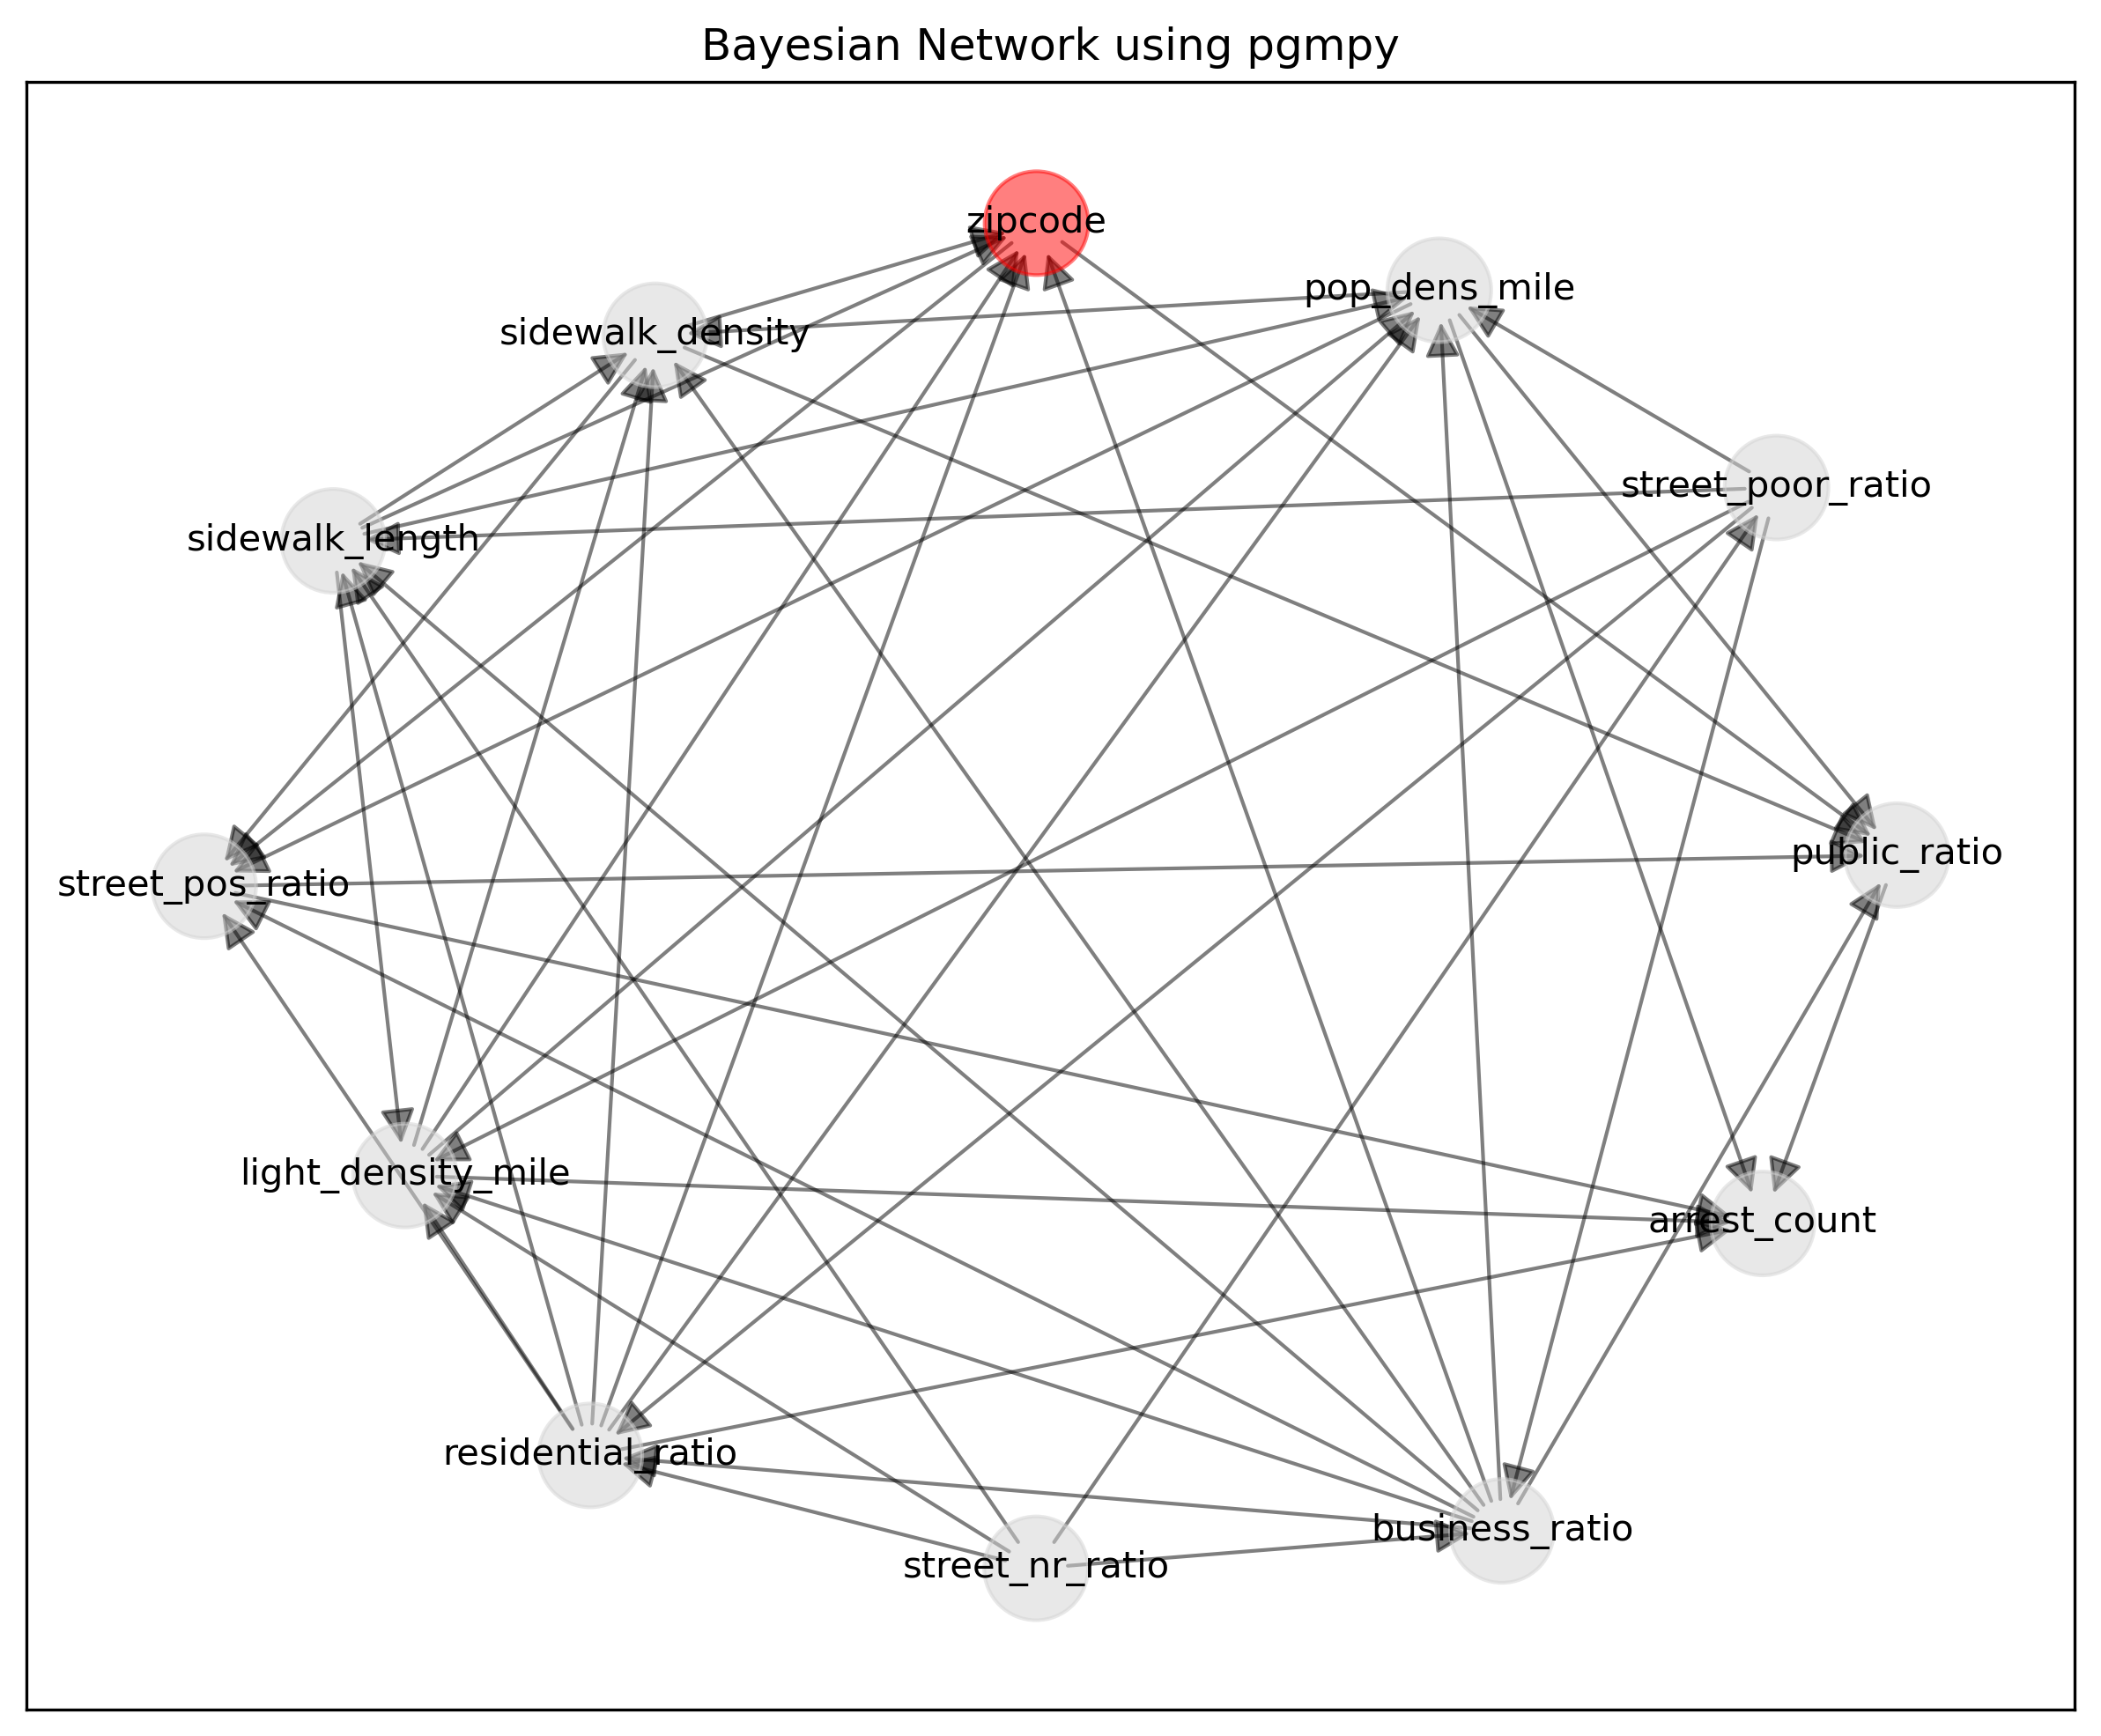 Bayesian Network using pgmpy
zipcode
pop_dens_mile
sidewalk_density
street_poor_ratio
sidewalk_length
public_ratio
street_pos_ratio
light_density_mile
arrest_count
residential_ratio
business_ratio
street_nr_ratio